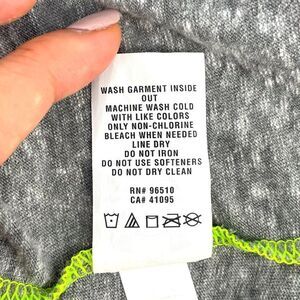 WASH GARMENT INSIDE
OUT
MACHINE WASH COLD
WITH LIKE COLORS
ONLY NON-CHLORINE
BLEACH WHEN NEEDED
LINE DRY
DO NOT IRON
DO NOT USE SOFTENERS
DO NOT DRY CLEAN
RN# 96510
CA# 41095